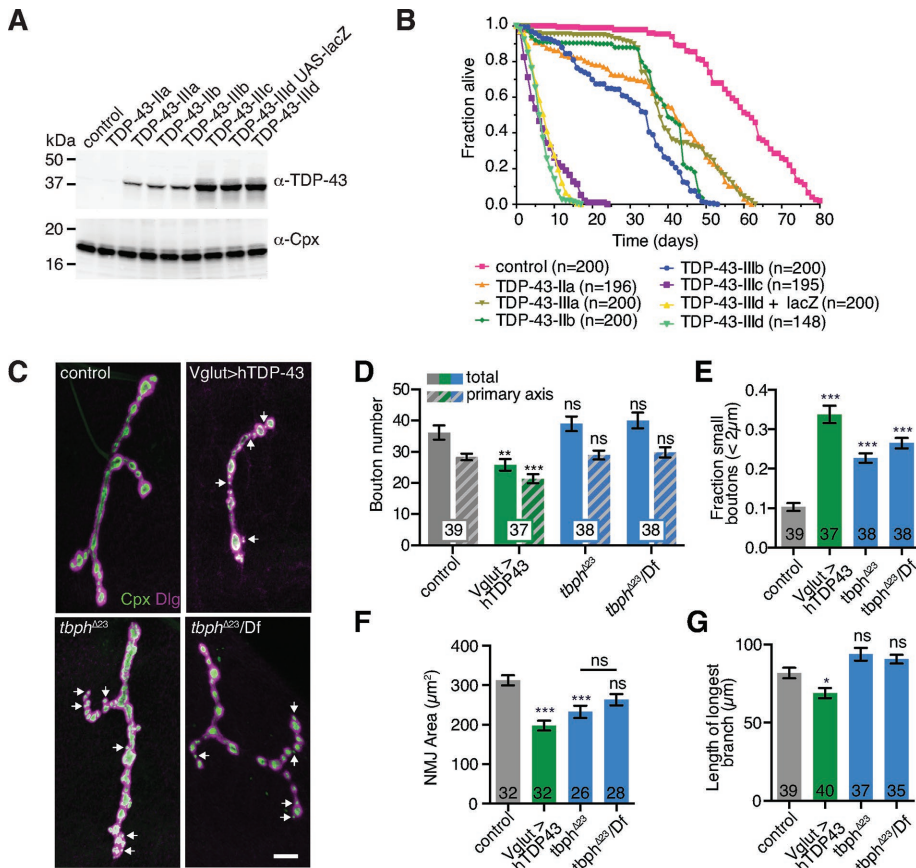 A
control
TDP-43-IIa
TDP-43-IIIa
TDP-43-IIb
TDP-43-IIIb
TDP-43-IIIc
TDP-43-IIId UAS-lacZ
TDP-43-IIId
kDa
50
37
α-TDP-43
20
16
α-Cpx
B
Fraction alive
1.0
0.8
0.6
0.4
0.2
0.0
0 10 20 30 40 50 60 70 80
Time (days)
control (n=200)
TDP-43-IIa (n=196)
TDP-43-IIIa (n=200)
TDP-43-IIb (n=200)
TDP-43-IIIb (n=200)
TDP-43-IIIc (n=195)
TDP-43-IIId + lacZ (n=200)
TDP-43-IIId (n=148)
C
control
Vglut>hTDP-43
Cpx Dlg
tbph^Δ23
tbph^Δ23/Df
D
total
primary axis
Bouton number
50
40
30
20
10
0
** *** ns ns ns ns
39 37 38 38
control
Vglut>
hTDP43
tbph^Δ23
tbph^Δ23/Df
E
Fraction small
boutons (< 2µm)
0.4
0.3
0.2
0.1
0
*** *** ***
39 37 38 38
control
Vglut>
hTDP43
tbph^Δ23
tbph^Δ23/Df
F
NMJ Area (µm²)
400
300
200
100
0
ns
*** *** ns
32 32 26 28
control
Vglut>
hTDP43
tbph^Δ23
tbph^Δ23/Df
G
Length of longest
branch (µm)
100
50
0
* ns ns
39 40 37 35
control
Vglut>
hTDP43
tbph^Δ23
tbph^Δ23/Df